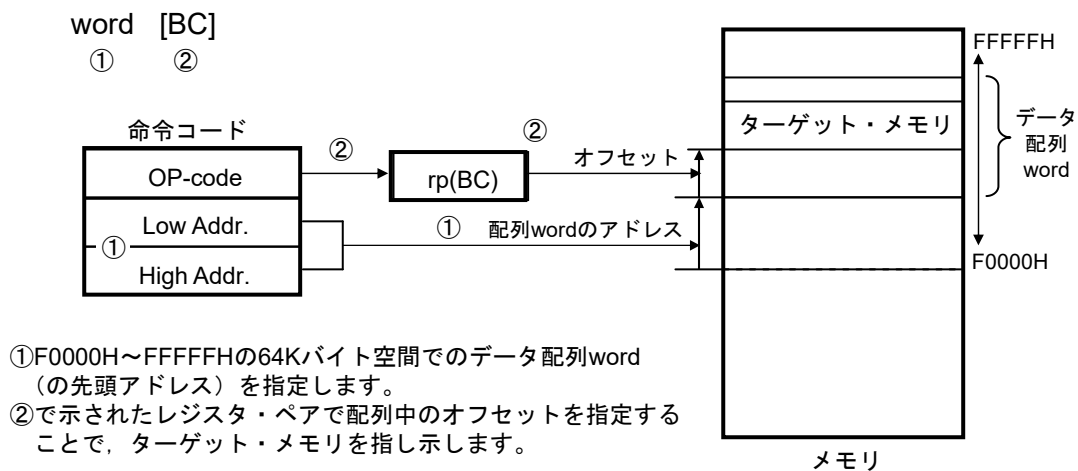 word [BC]
① ②
命令コード
OP-code
Low Addr.
①
High Addr.
②
rp(BC)
②
オフセット
① 配列wordのアドレス
ターゲット・メモリ
FFFFFH
データ
配列
word
F0000H
メモリ
①F0000H～FFFFFHの64Kバイト空間でのデータ配列word
（の先頭アドレス）を指定します。
②で示されたレジスタ・ペアで配列中のオフセットを指定する
ことで，ターゲット・メモリを指し示します。